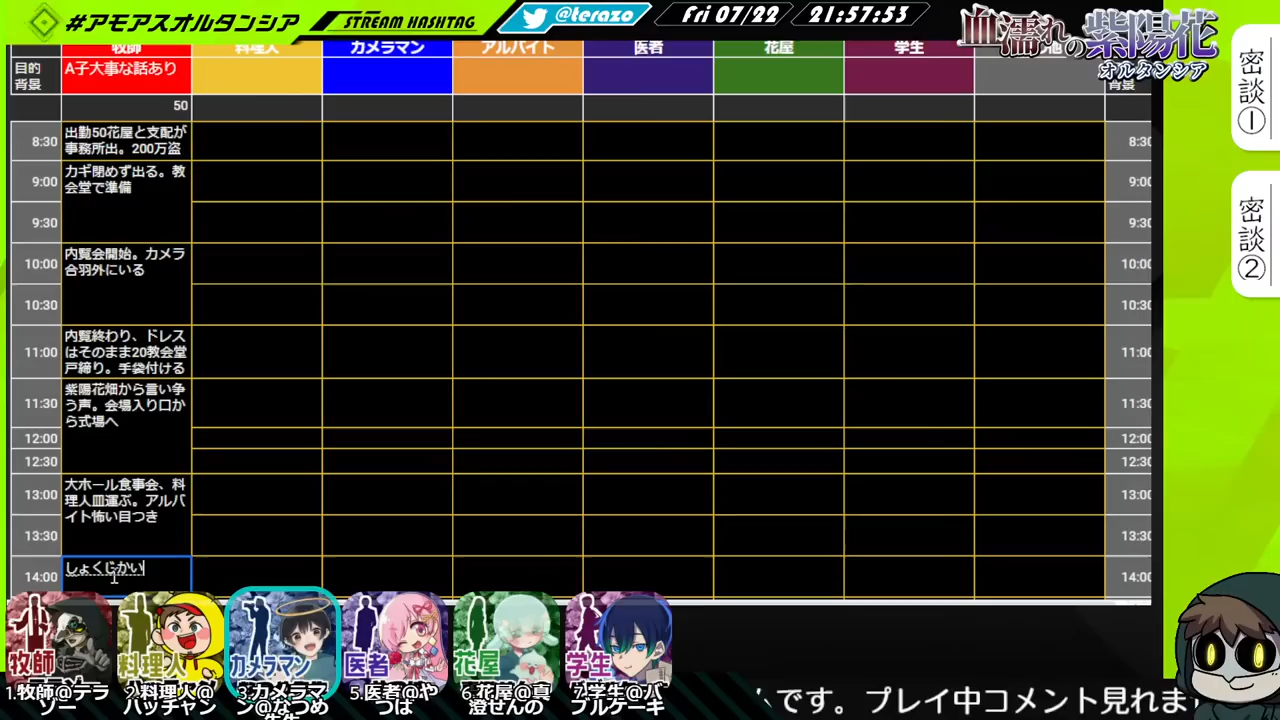 #アモアスオルタンシア
STREAM HASHTAG
@terazo
Fri 07/22
21:57:53
血濡れの紫陽花
オルタンシア
密談①
密談②
牧師
料理人
カメラマン
アルバイト
医者
花屋
学生
目的
背景
A子大事な話あり
背景
50
8:30
出勤50花屋と支配が
事務所出。200万盗
8:30
9:00
カギ閉めず出る。教
会堂で準備
9:00
9:30
9:30
10:00
内覧会開始。カメラ
合羽外にいる
10:00
10:30
10:30
11:00
内覧終わり、ドレス
はそのまま20教会堂
戸締り。手袋付ける
11:00
11:30
紫陽花畑から言い争
う声。会場入り口か
ら式場へ
11:30
12:00
12:00
12:30
12:30
13:00
大ホール食事会、料
理人皿運ぶ。アルバ
イト怖い目つき
13:00
13:30
13:30
14:00
しょくじかい
14:00
牧師
料理人
カメラマン
医者
花屋
学生
1.牧師@テラ
ゾー
2.料理人@
ハッチャン
3.カメラマ
ン@なつめ
先生
5.医者@や
つは
6.花屋@真
澄せんの
7.学生@バ
ブルケーキ
です。プレイ中コメント見れま